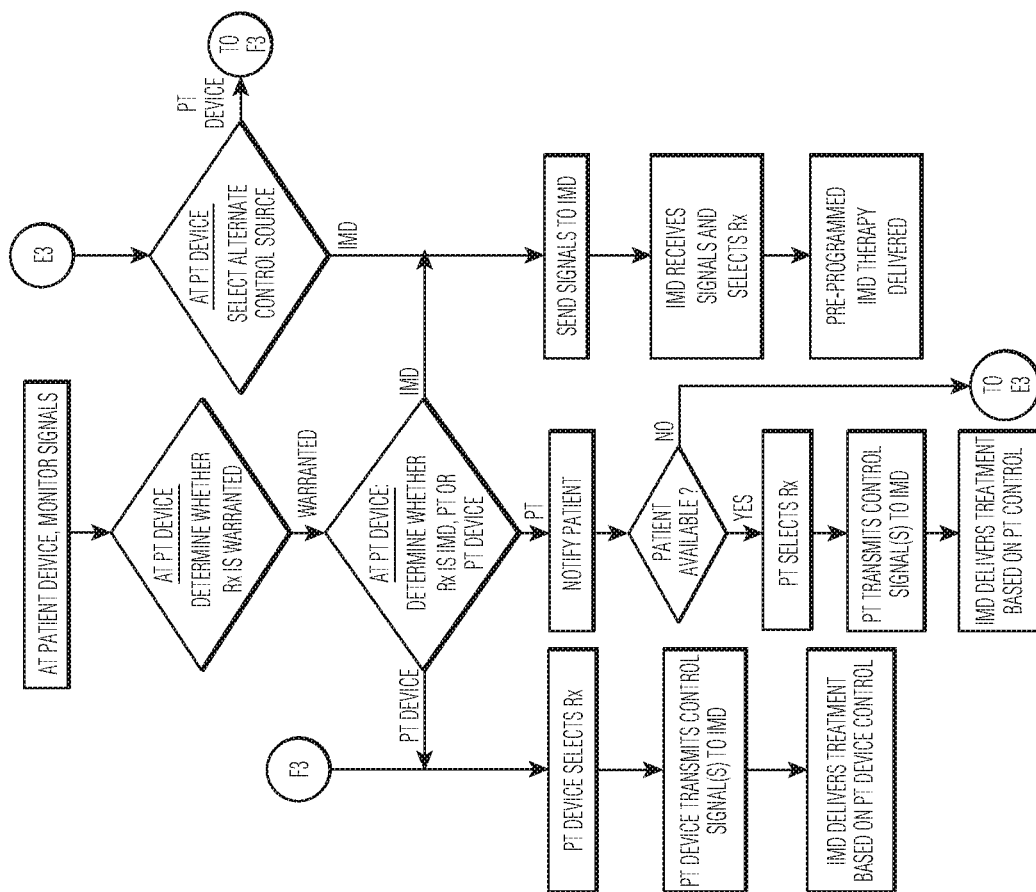 AT PATIENT DEVICE, MONITOR SIGNALS
AT PT DEVICE
DETERMINE WHETHER
Rx IS WARRANTED
WARRANTED
E3
AT PT DEVICE
SELECT ALTERNATE
CONTROL SOURCE
PT
DEVICE
TO
F3
IMD
AT PT DEVICE:
DETERMINE WHETHER
Rx IS IMD, PT OR
PT DEVICE
PT DEVICE
PT
IMD
F3
PT DEVICE SELECTS Rx
PT DEVICE TRANSMITS CONTROL
SIGNAL(S) TO IMD
IMD DELIVERS TREATMENT
BASED ON PT DEVICE CONTROL
NOTIFY PATIENT
PATIENT
AVAILABLE ?
NO
TO
E3
YES
PT SELECTS Rx
PT TRANSMITS CONTROL
SIGNAL(S) TO IMD
IMD DELIVERS TREATMENT
BASED ON PT CONTROL
SEND SIGNALS TO IMD
IMD RECEIVES
SIGNALS AND
SELECTS Rx
PRE-PROGRAMMED
IMD THERAPY
DELIVERED